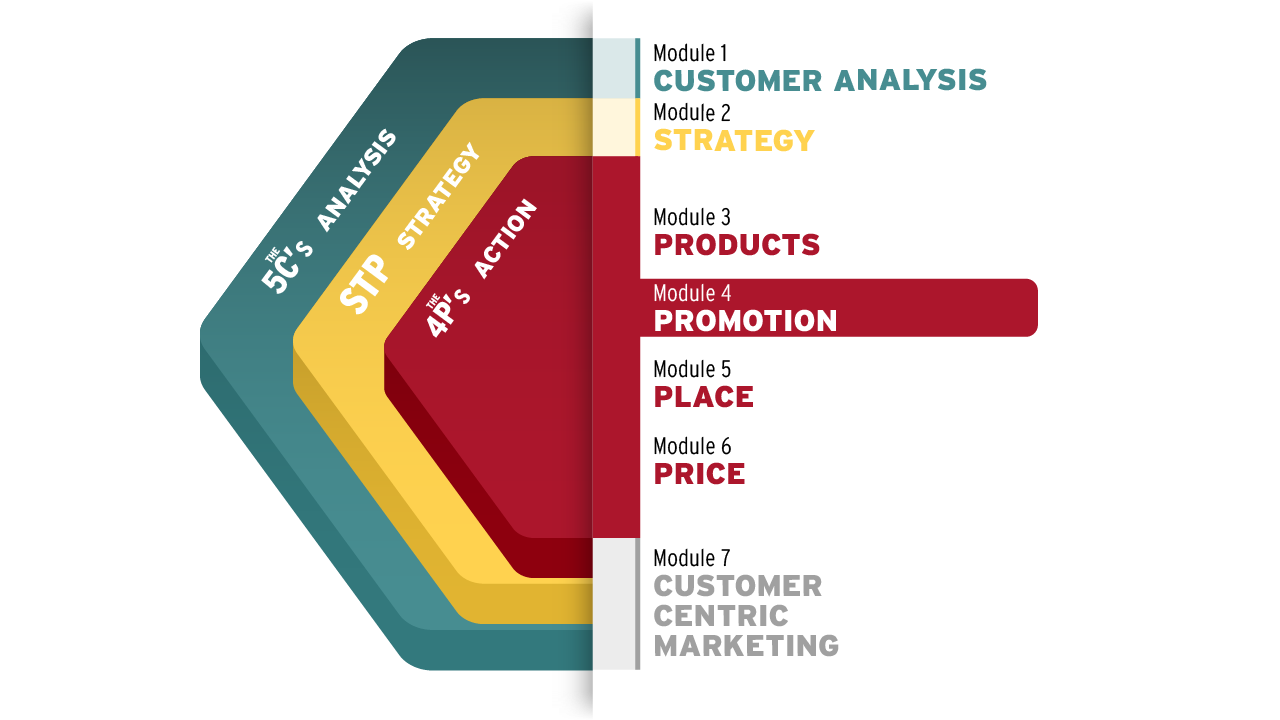 THE
5C's ANALYSIS
STP STRATEGY
THE
4P's ACTION
Module 1
CUSTOMER ANALYSIS
Module 2
STRATEGY
Module 3
PRODUCTS
Module 4
PROMOTION
Module 5
PLACE
Module 6
PRICE
Module 7
CUSTOMER
CENTRIC
MARKETING